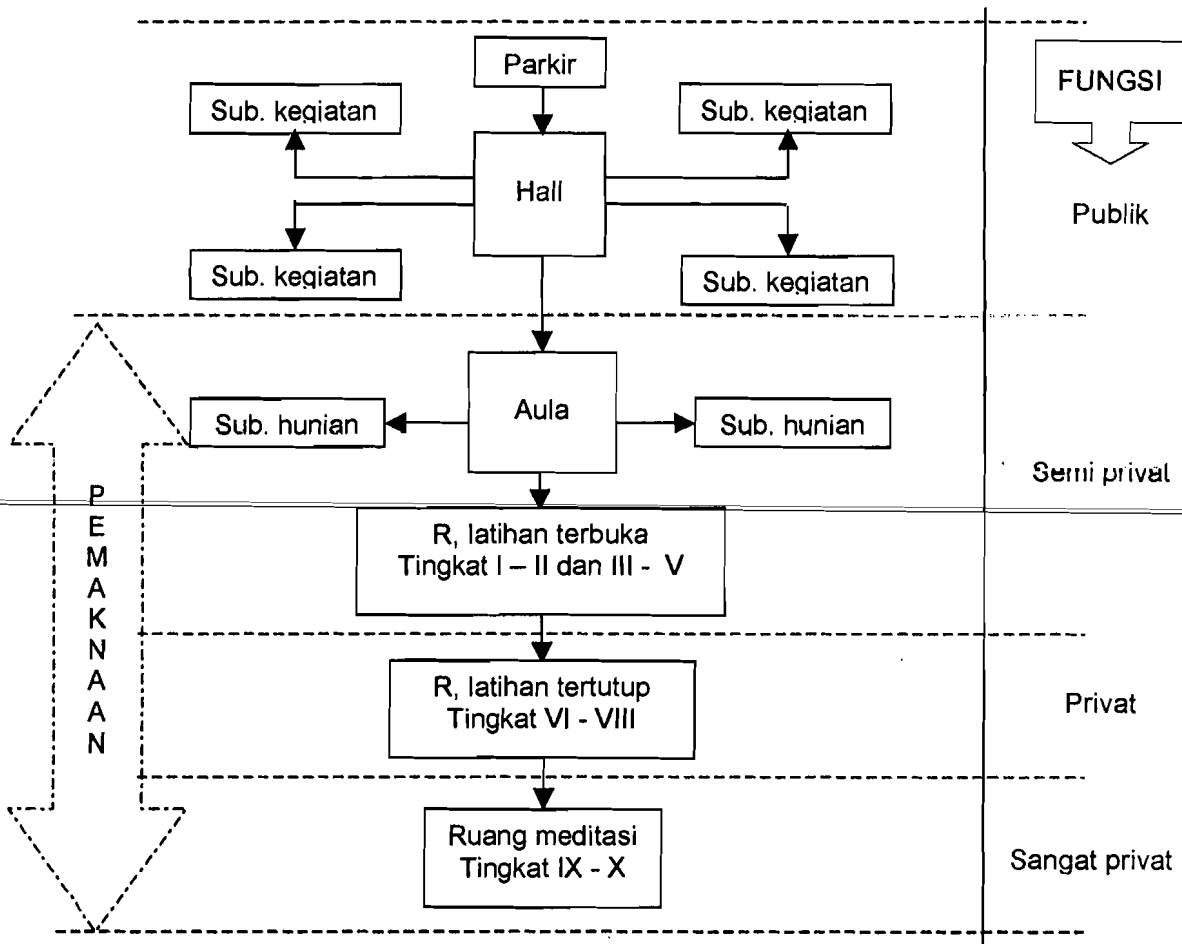 Parkir
FUNGSI
Sub. kegiatan
Sub. kegiatan
Hall
Publik
Sub. kegiatan
Sub. kegiatan
Aula
Sub. hunian
Sub. hunian
Semi privat
PEMAKNAAN
R, latihan terbuka
Tingkat I – II dan III - V
R, latihan tertutup
Tingkat VI - VIII
Privat
Ruang meditasi
Tingkat IX - X
Sangat privat